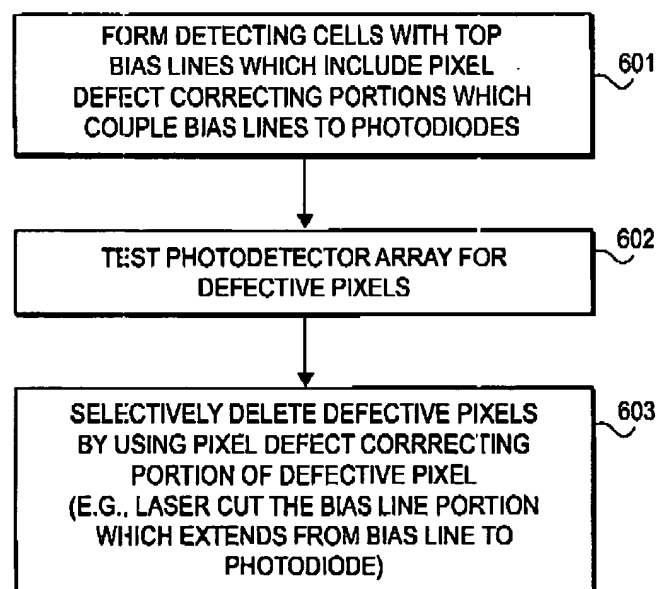 FORM DETECTING CELLS WITH TOP
BIAS LINES WHICH INCLUDE PIXEL
DEFECT CORRECTING PORTIONS WHICH
COUPLE BIAS LINES TO PHOTODIODES
601
TEST PHOTODETECTOR ARRAY FOR
DEFECTIVE PIXELS
602
SELECTIVELY DELETE DEFECTIVE PIXELS
BY USING PIXEL DEFECT CORRRECTING
PORTION OF DEFECTIVE PIXEL
(E.G., LASER CUT THE BIAS LINE PORTION
WHICH EXTENDS FROM BIAS LINE TO
PHOTODIODE)
603